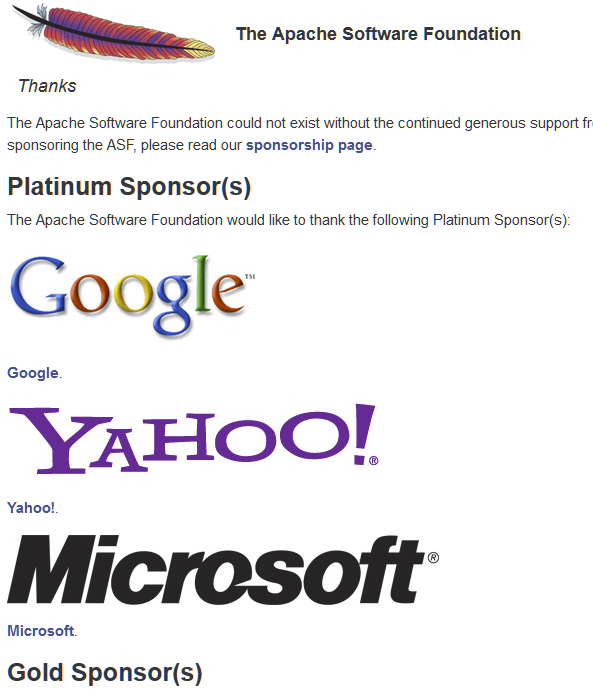 The Apache Software Foundation
Thanks
The Apache Software Foundation could not exist without the continued generous support
sponsoring the ASF, please read our sponsorship page.
Platinum Sponsor(s)
The Apache Software Foundation would like to thank the following Platinum Sponsor(s):
Google™
Google.
YAHOO!®
Yahoo!.
Microsoft®
Microsoft.
Gold Sponsor(s)